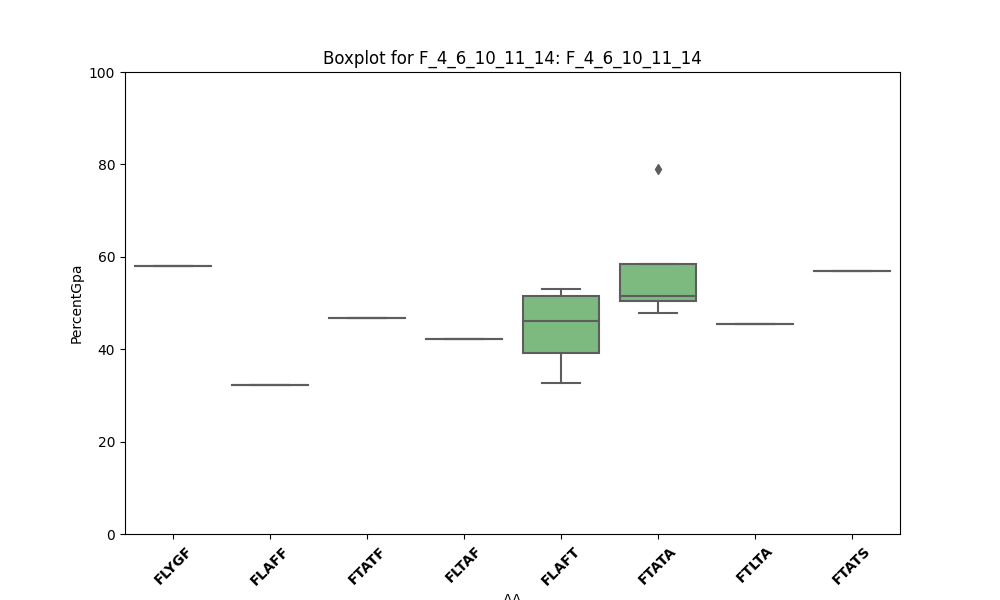 Boxplot for F_4_6_10_11_14: F_4_6_10_11_14
100
80
60
40
20
0
PercentGpa
FLYGF
FLAFF
FTATF
FLTAF
FLAFT
FTATA
FTLTA
FTATS
AA